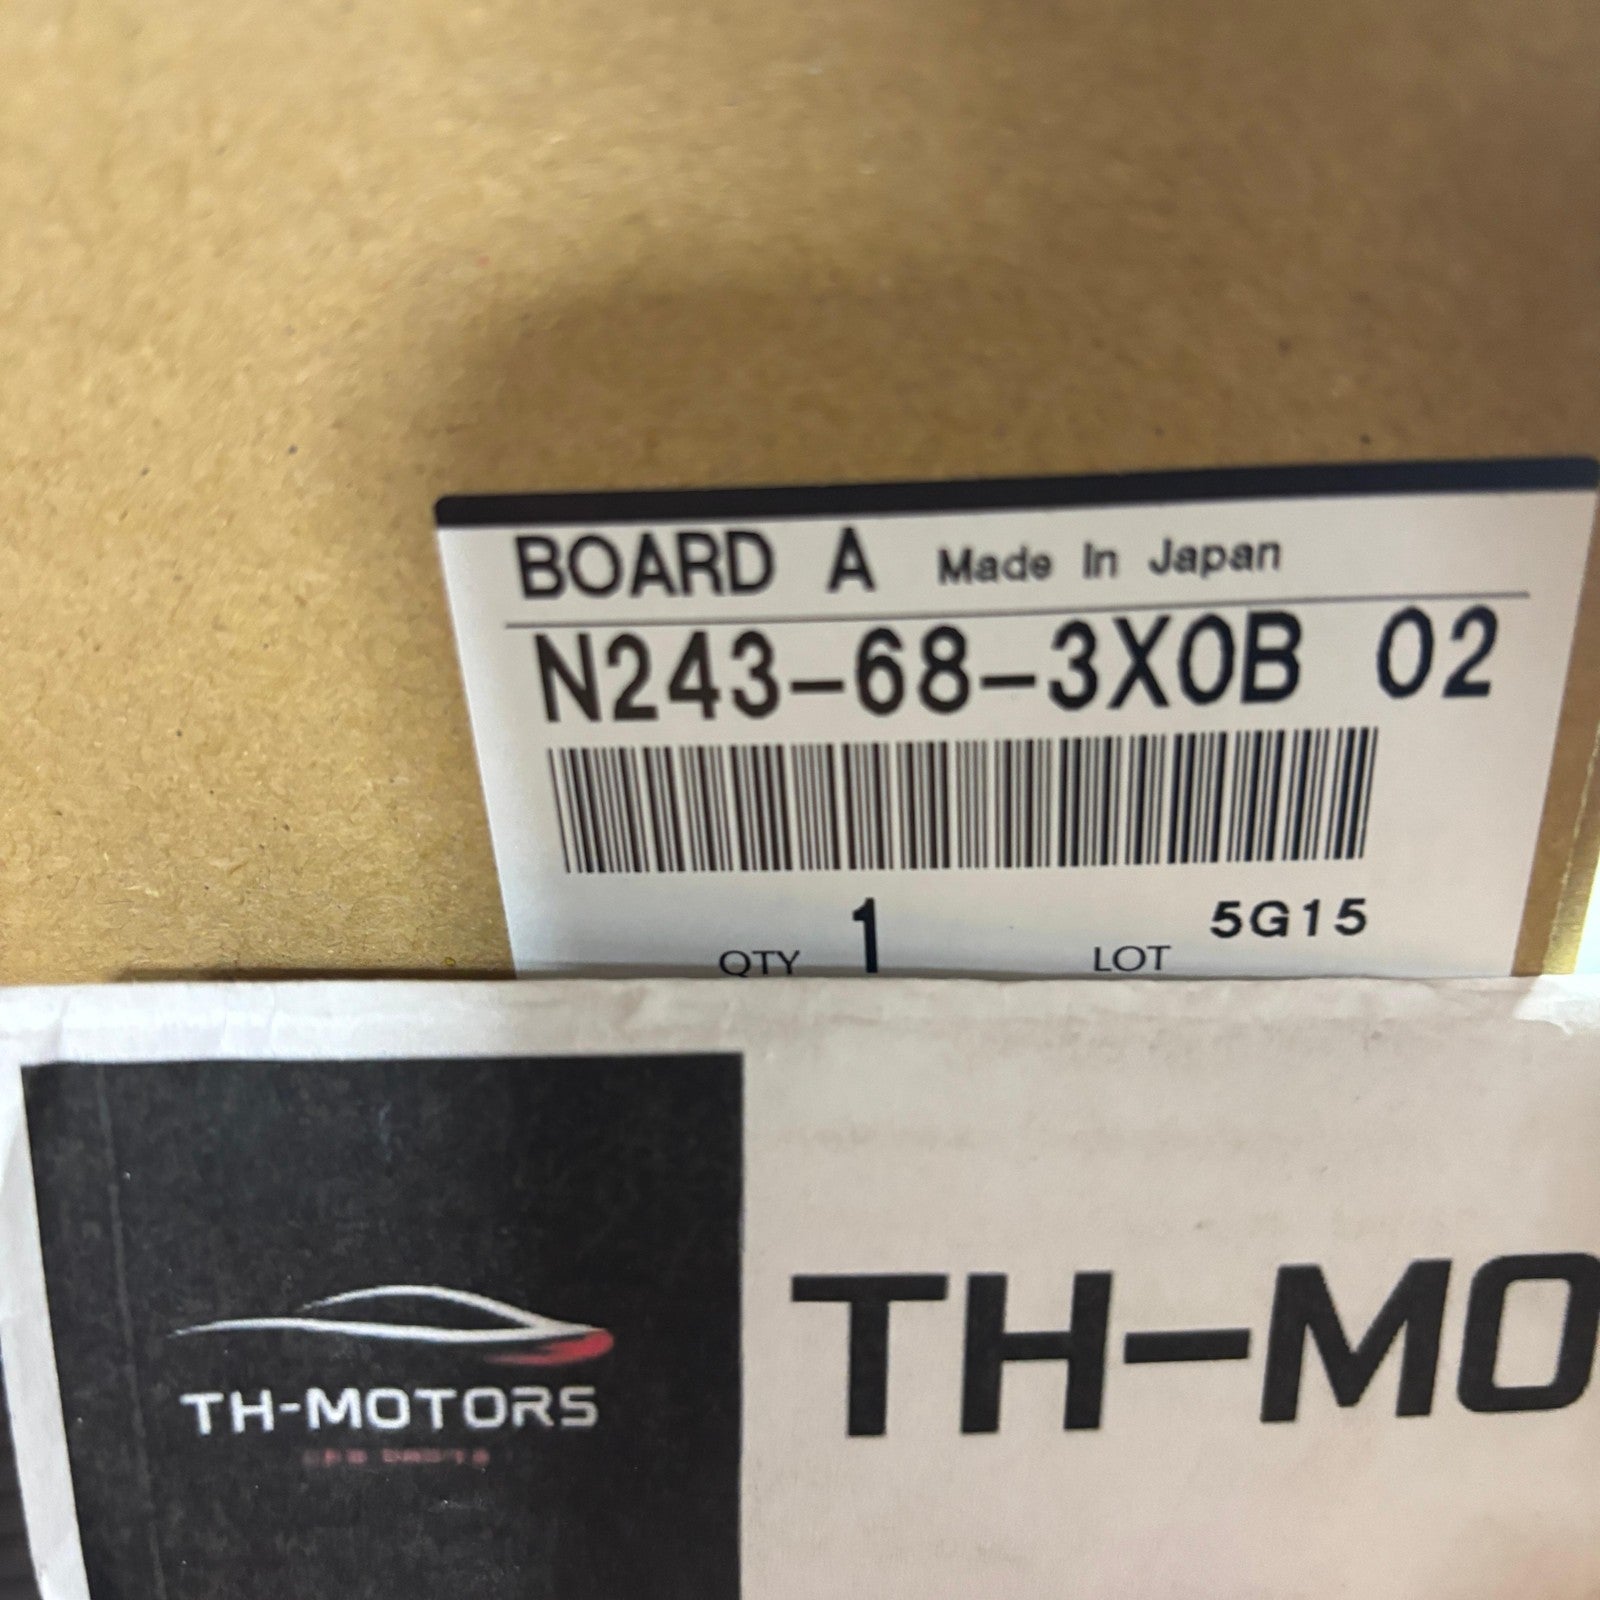 BOARD A Made In Japan
N243-68-3X0B 02
QTY 1 LOT 5G15
TH-MO
TH-MOTORS